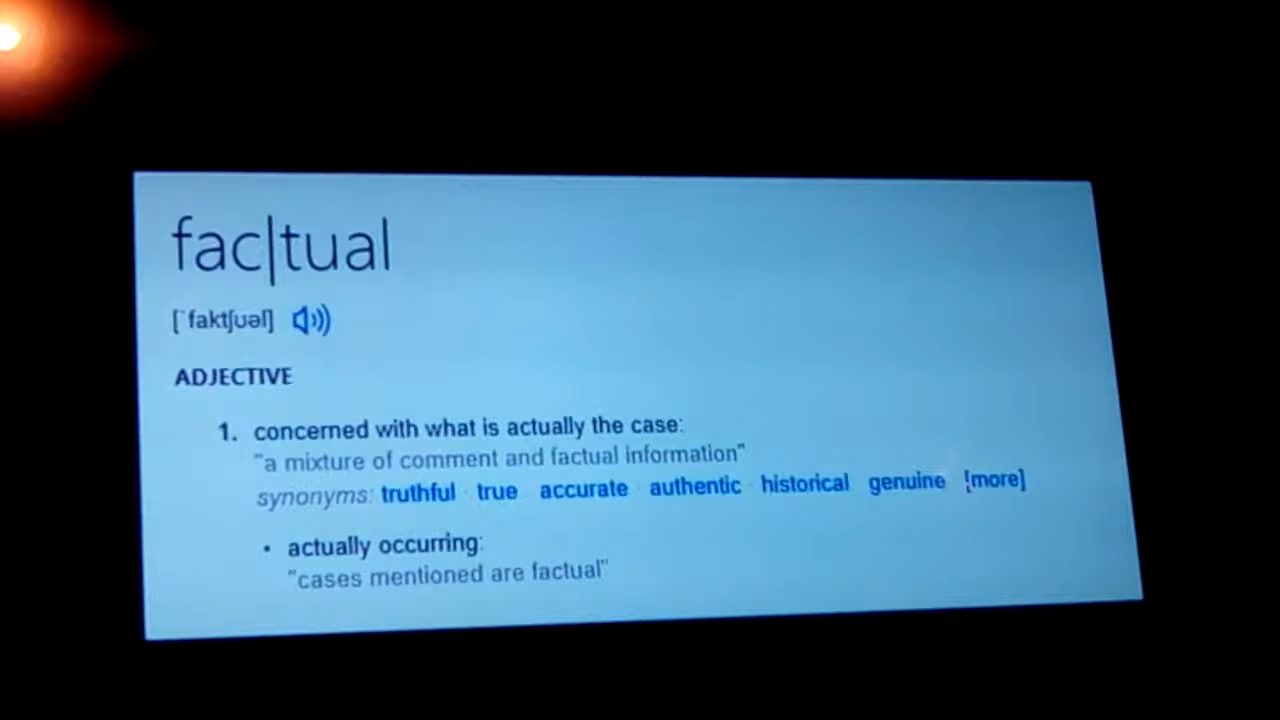 fac|tual
[ˈfaktʃʊəl]
ADJECTIVE
1. concerned with what is actually the case:
"a mixture of comment and factual information"
synonyms: truthful · true · accurate · authentic · historical · genuine · [more]
• actually occurring:
"cases mentioned are factual"